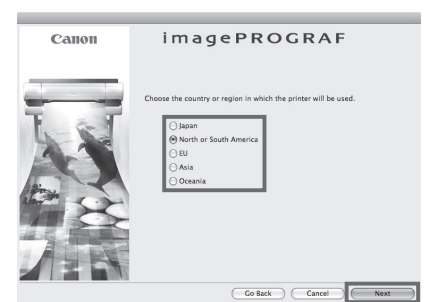 Canon
imagePROGRAF
Choose the country or region in which the printer will be used.
Japan
North or South America
EU
Asia
Oceania
Go Back
Cancel
Next